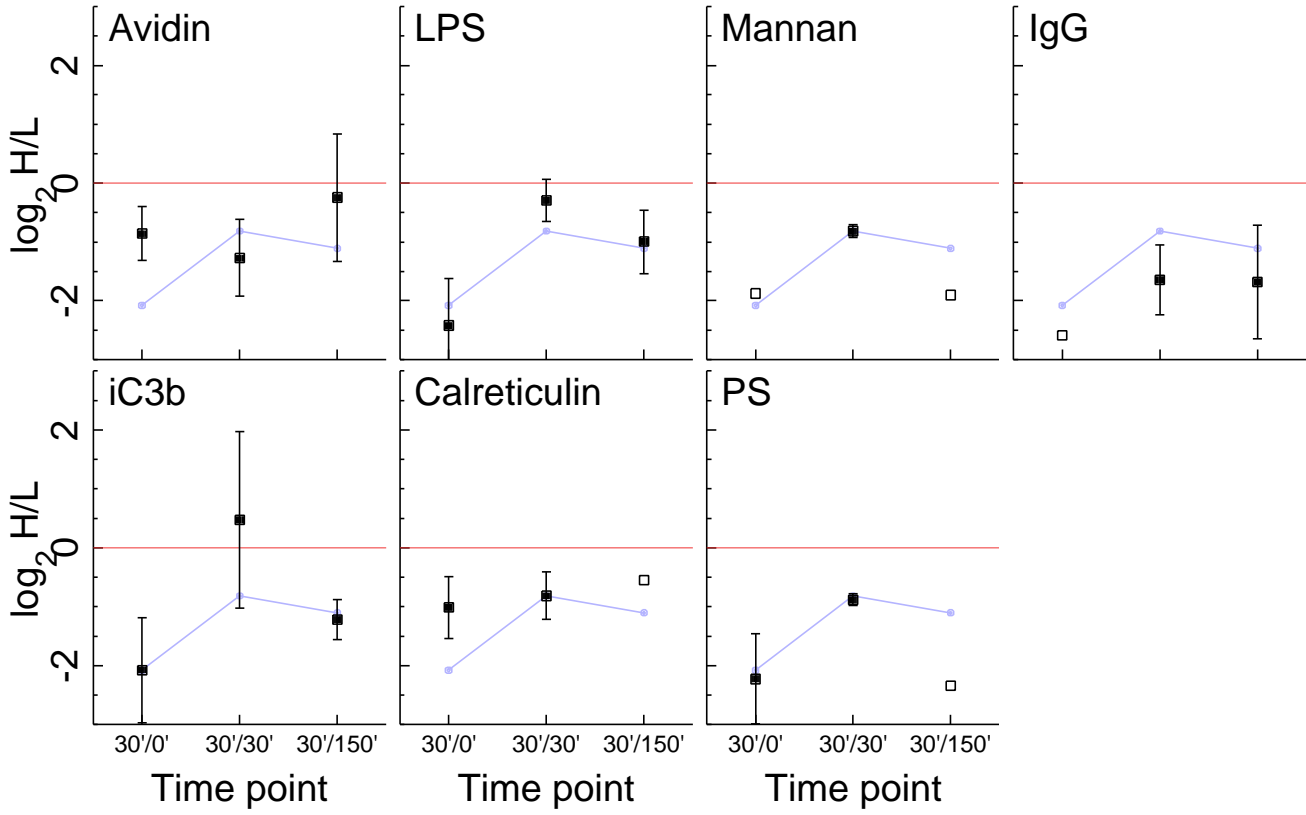 Avidin
LPS
Mannan
IgG
log₂ H/L
2
0
-2
iC3b
Calreticulin
PS
log₂ H/L
2
0
-2
30'/0' 30'/30' 30'/150'
30'/0' 30'/30' 30'/150'
30'/0' 30'/30' 30'/150'
Time point
Time point
Time point